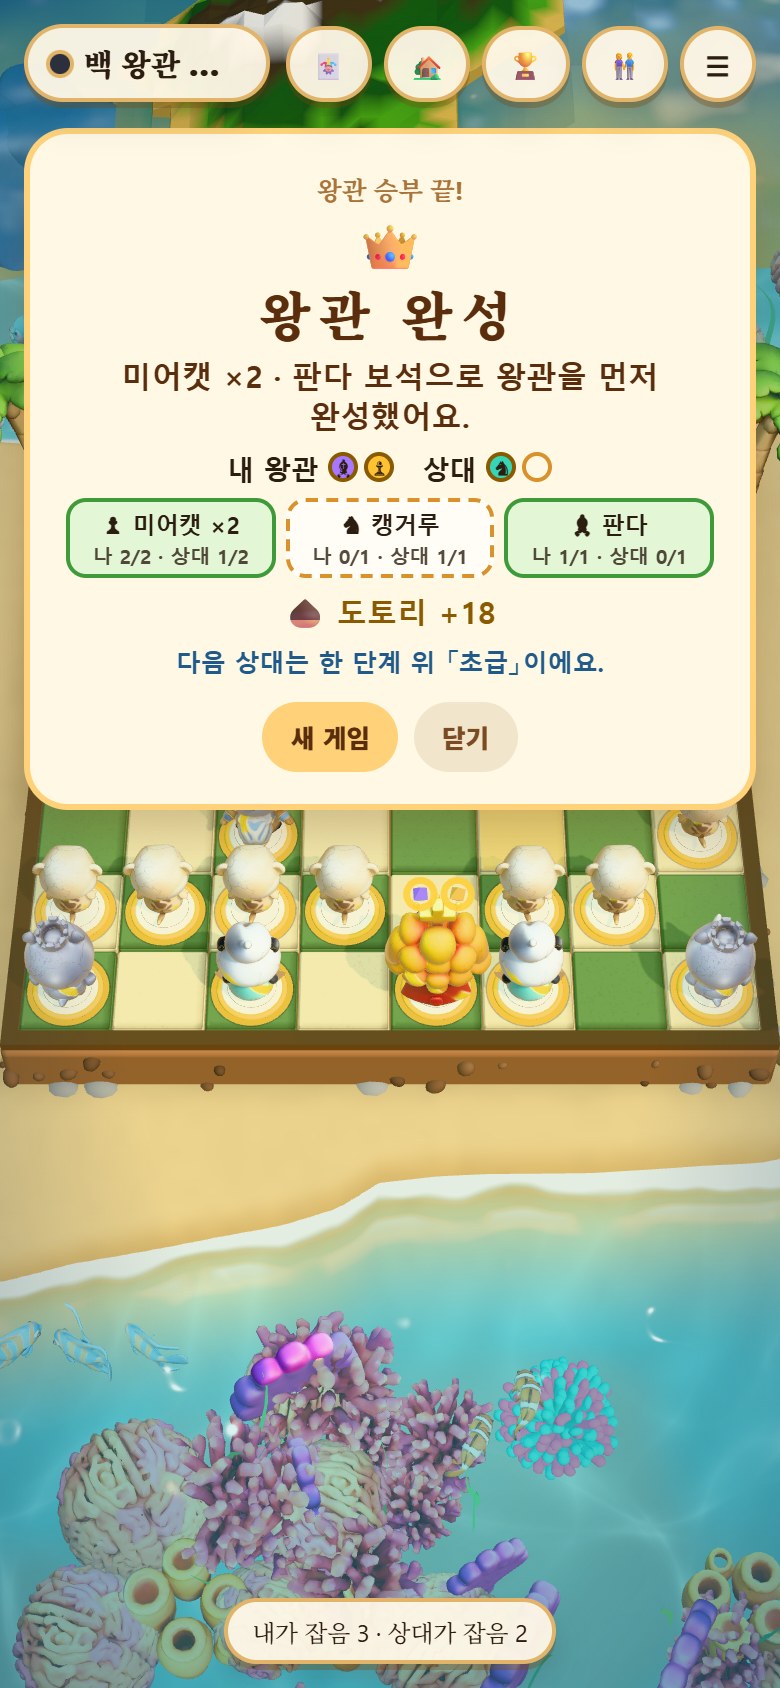 백 왕관 ...
왕관 승부 끝!
왕관 완성
미어캣 ×2 · 판다 보석으로 왕관을 먼저
완성했어요.
내 왕관 상대
미어캣 ×2
나 2/2 · 상대 1/2
캥거루
나 0/1 · 상대 1/1
판다
나 1/1 · 상대 0/1
도토리 +18
다음 상대는 한 단계 위 「초급」이에요.
새 게임 닫기
내가 잡음 3 · 상대가 잡음 2